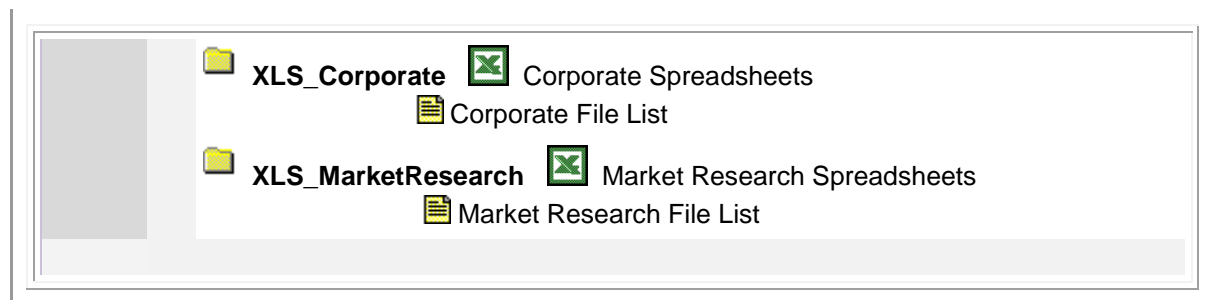 XLS_Corporate Corporate Spreadsheets
Corporate File List
XLS_MarketResearch Market Research Spreadsheets
Market Research File List